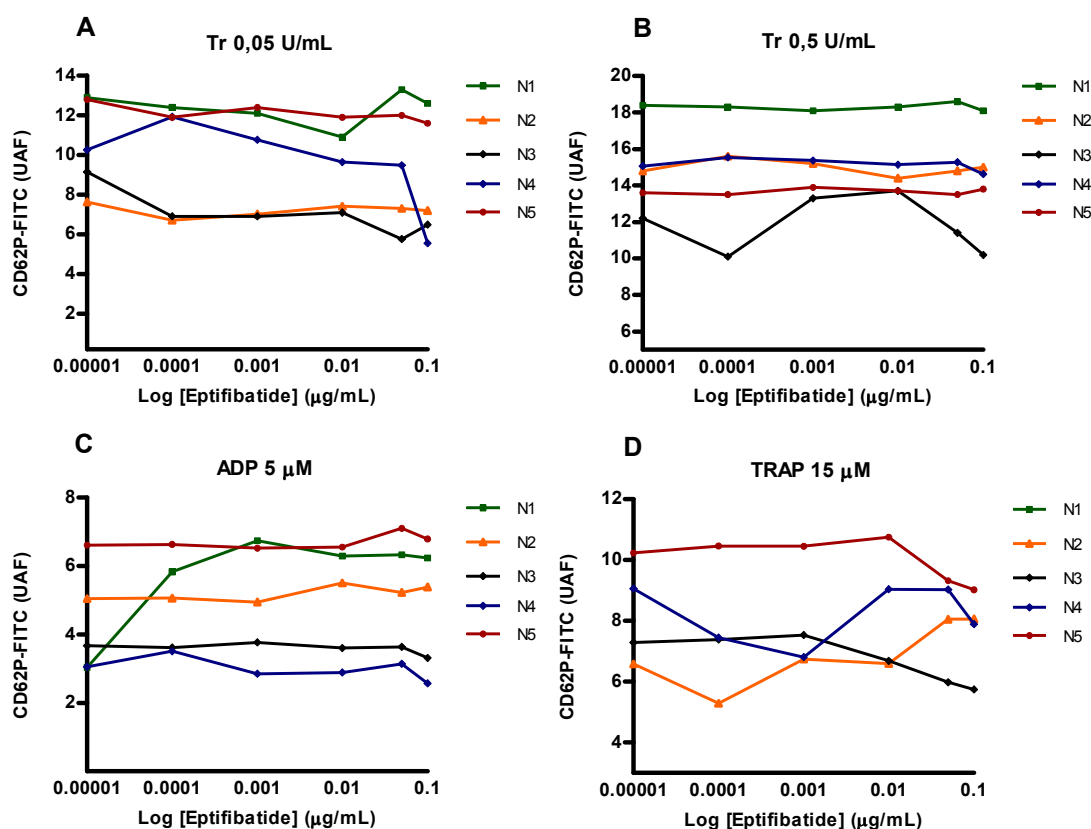 A
Tr 0,05 U/mL
CD62P-FITC (UAF)
14
12
10
8
6
4
2
0.00001 0.0001 0.001 0.01 0.1
Log [Eptifibatide] (μg/mL)
N1
N2
N3
N4
N5
B
Tr 0,5 U/mL
CD62P-FITC (UAF)
20
18
16
14
12
10
8
6
0.00001 0.0001 0.001 0.01 0.1
Log [Eptifibatide] (μg/mL)
N1
N2
N3
N4
N5
C
ADP 5 μM
CD62P-FITC (UAF)
8
6
4
2
0.00001 0.0001 0.001 0.01 0.1
Log [Eptifibatide] (μg/mL)
N1
N2
N3
N4
N5
D
TRAP 15 μM
CD62P-FITC (UAF)
12
10
8
6
4
0.00001 0.0001 0.001 0.01 0.1
Log [Eptifibatide] (μg/mL)
N1
N2
N3
N4
N5